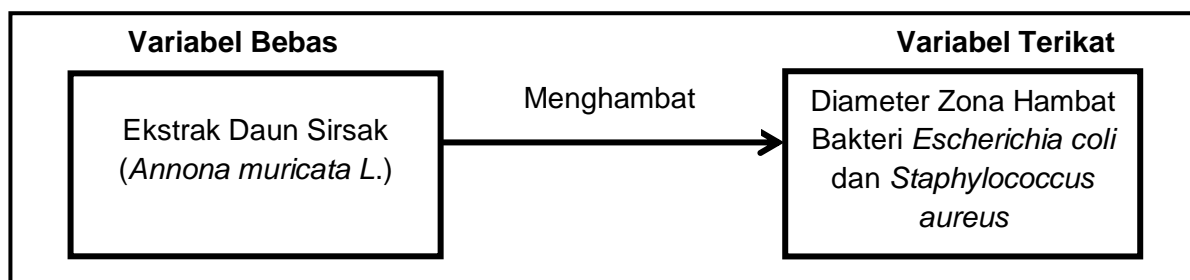 Variabel Bebas
Variabel Terikat
Ekstrak Daun Sirsak
(Annona muricata L.)
Menghambat
Diameter Zona Hambat
Bakteri Escherichia coli
dan Staphylococcus
aureus